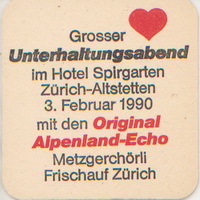 Grosser
Unterhaltungsabend
im Hotel Spirgarten
Zürich-Altstetten
3. Februar 1990
mit den Original
Alpenland-Echo
Metzgerchörli
Frischauf Zürich